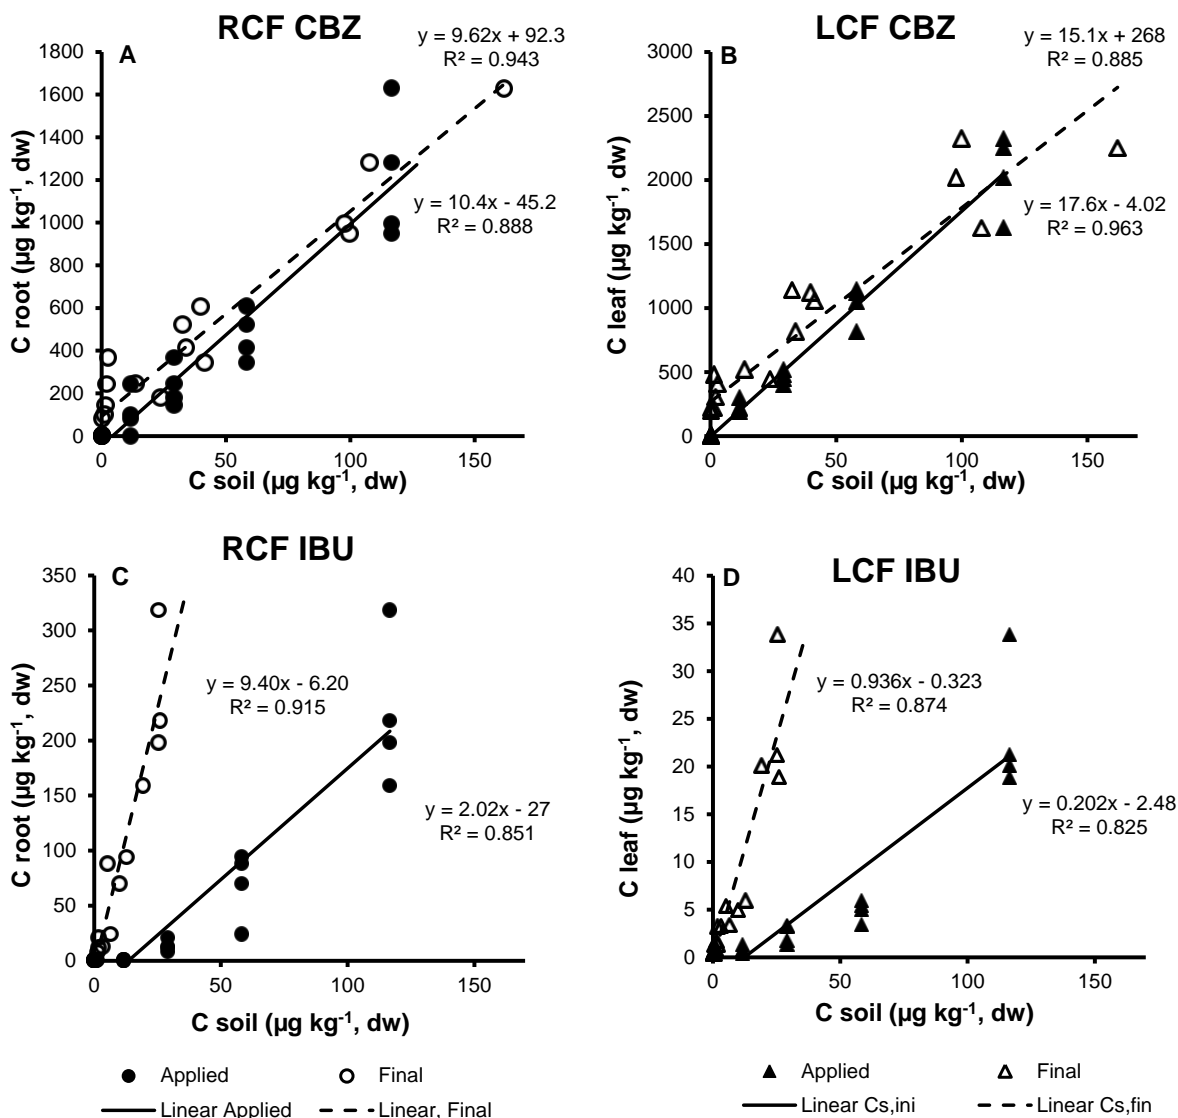 RCF CBZ
A
y = 9.62x + 92.3
R² = 0.943
y = 10.4x - 45.2
R² = 0.888
C root (µg kg⁻¹, dw)
1800
1600
1400
1200
1000
800
600
400
200
0
0 50 100 150
C soil (µg kg⁻¹, dw)
LCF CBZ
B
y = 15.1x + 268
R² = 0.885
y = 17.6x - 4.02
R² = 0.963
C leaf (µg kg⁻¹, dw)
3000
2500
2000
1500
1000
500
0
0 50 100 150
C soil (µg kg⁻¹, dw)
RCF IBU
C
y = 9.40x - 6.20
R² = 0.915
y = 2.02x - 27
R² = 0.851
C root (µg kg⁻¹, dw)
350
300
250
200
150
100
50
0
0 50 100 150
C soil (µg kg⁻¹, dw)
Applied Final
Linear Applied Linear, Final
LCF IBU
D
y = 0.936x - 0.323
R² = 0.874
y = 0.202x - 2.48
R² = 0.825
C leaf (µg kg⁻¹, dw)
40
35
30
25
20
15
10
5
0
0 50 100 150
C soil (µg kg⁻¹, dw)
Applied Final
Linear Cs,ini Linear Cs,fin